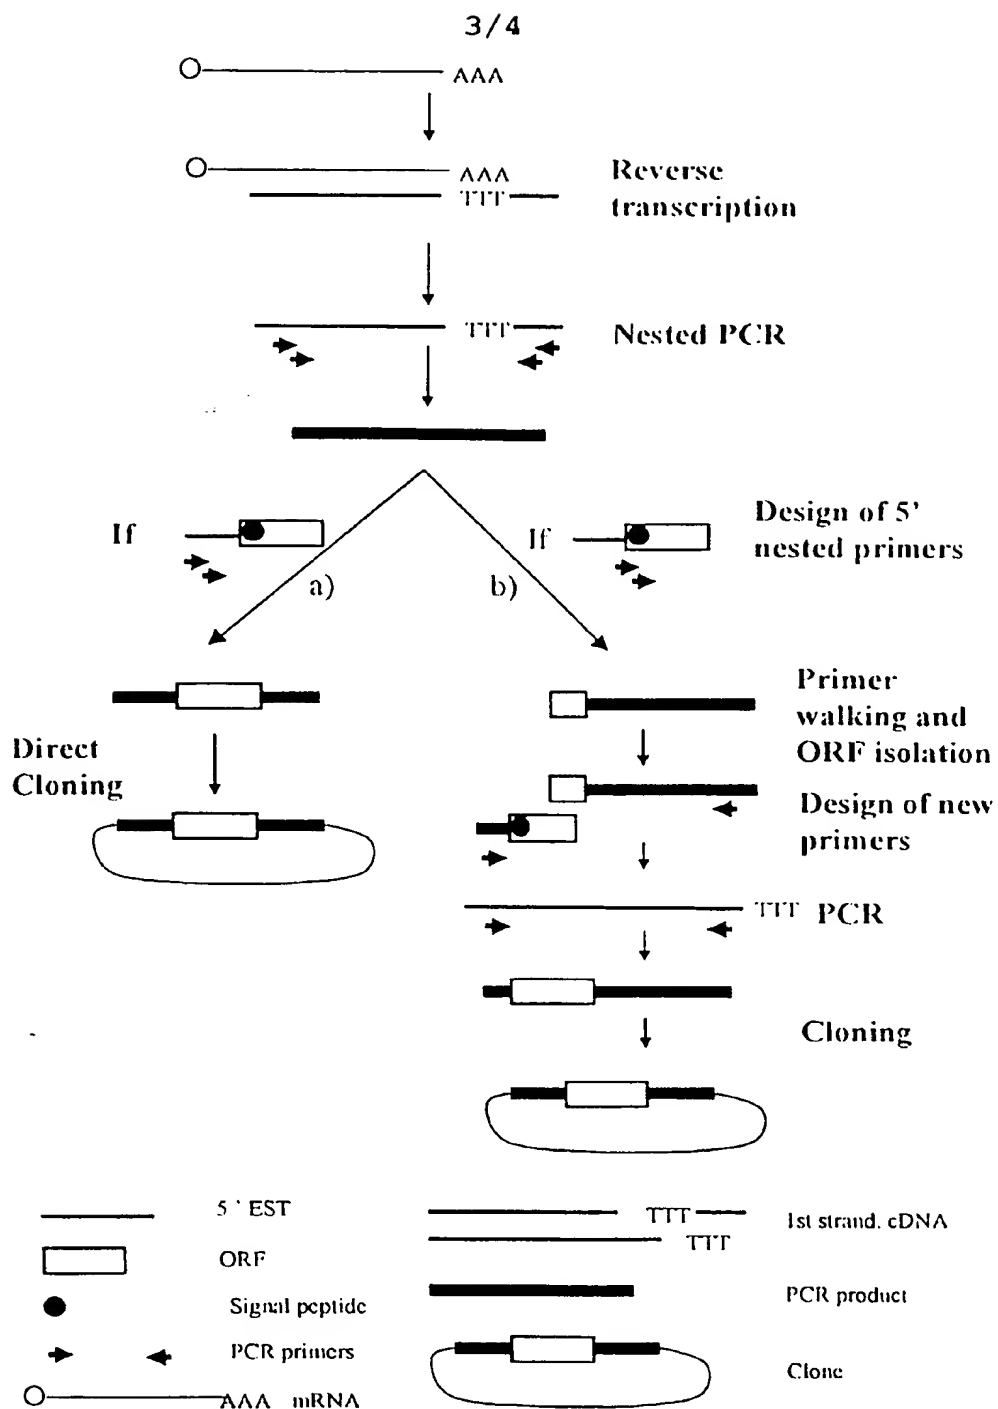 3/4
AAA
AAA
TTT
Reverse
transcription
TTT
Nested PCR
If
If
Design of 5'
nested primers
a)
b)
Primer
walking and
ORF isolation
Direct
Cloning
Design of new
primers
TTT PCR
Cloning
5' EST
ORF
Signal peptide
PCR primers
AAA mRNA
TTT
TTT
1st strand. cDNA
PCR product
Clone